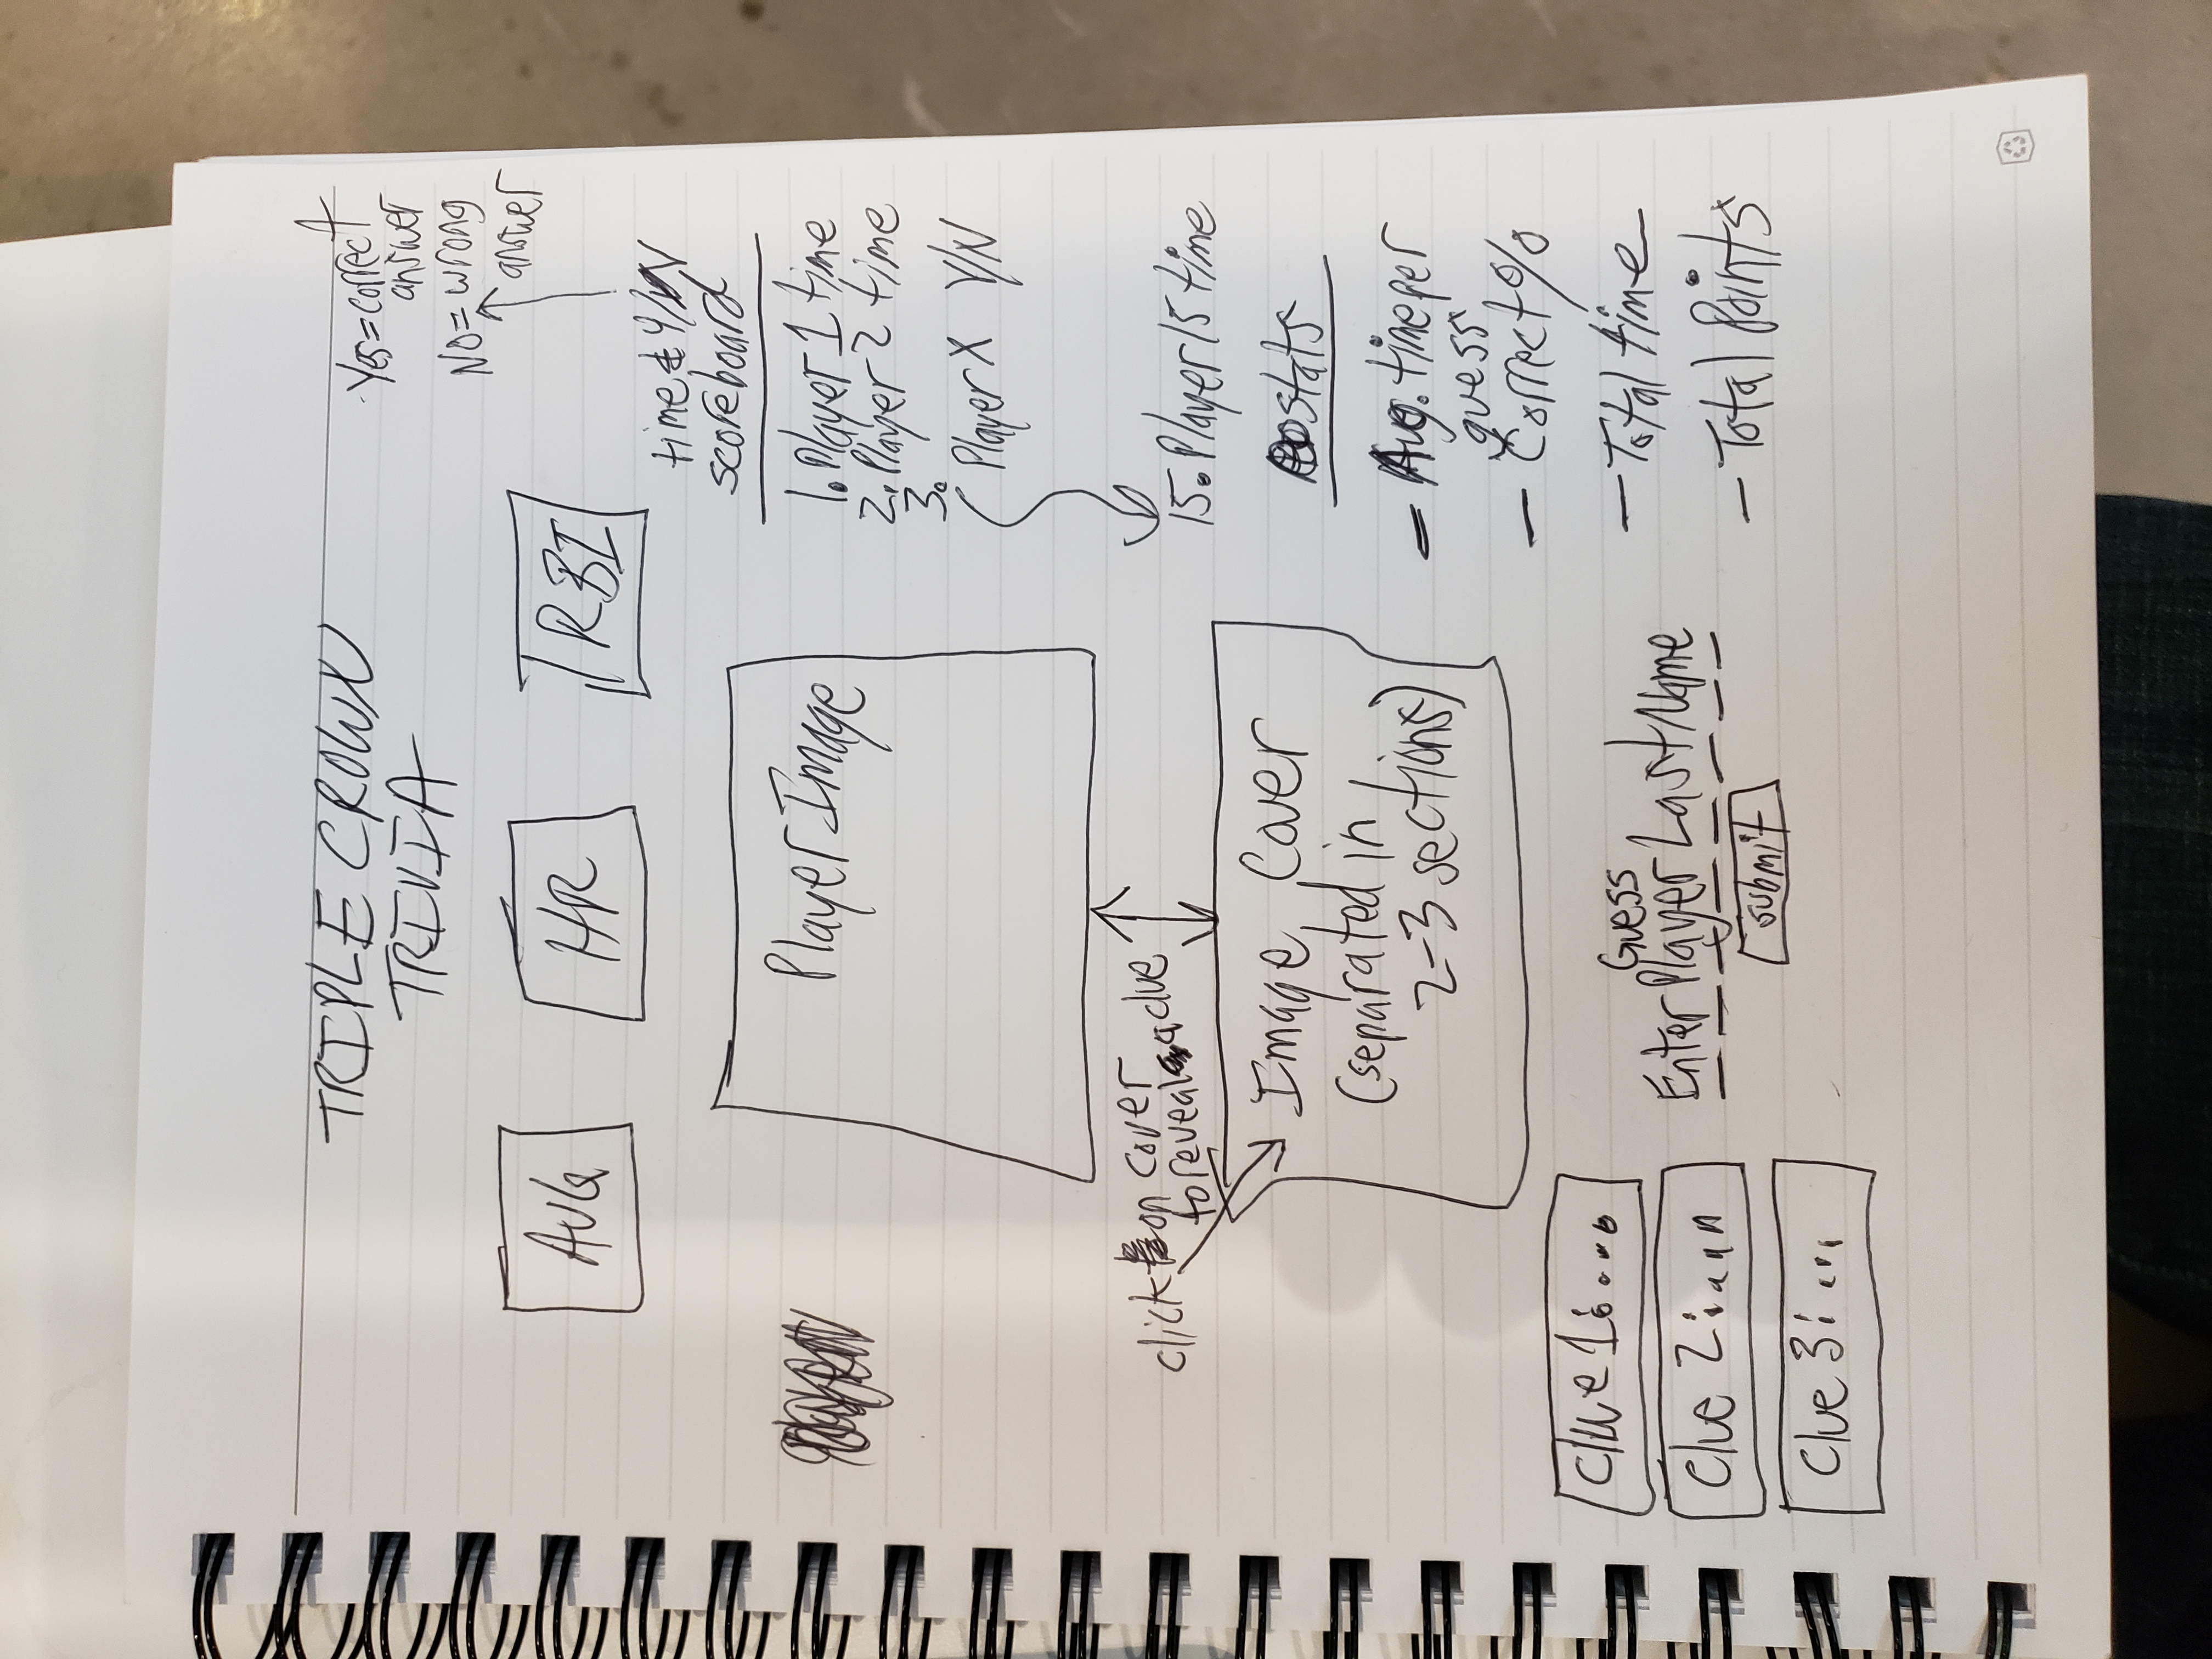 TRIPLE CROWN
TRIVIA
Yes = correct
answer
NO = wrong
answer
AVG
HR
RBI
time & Y/N
scoreboard
Player Image
1. Player 1 time
2. Player 2 time
3.
Player X Y/N
15. Player 15 time
click on cover
to reveal a clue
Image Cover
(separated in
2-3 sections)
stats
- Avg. time per
guess
- Correct %
- Total time
- Total Points
Clue 1: ...
Clue 2: ...
Clue 3: ...
Guess
Enter Player Last Name
submit